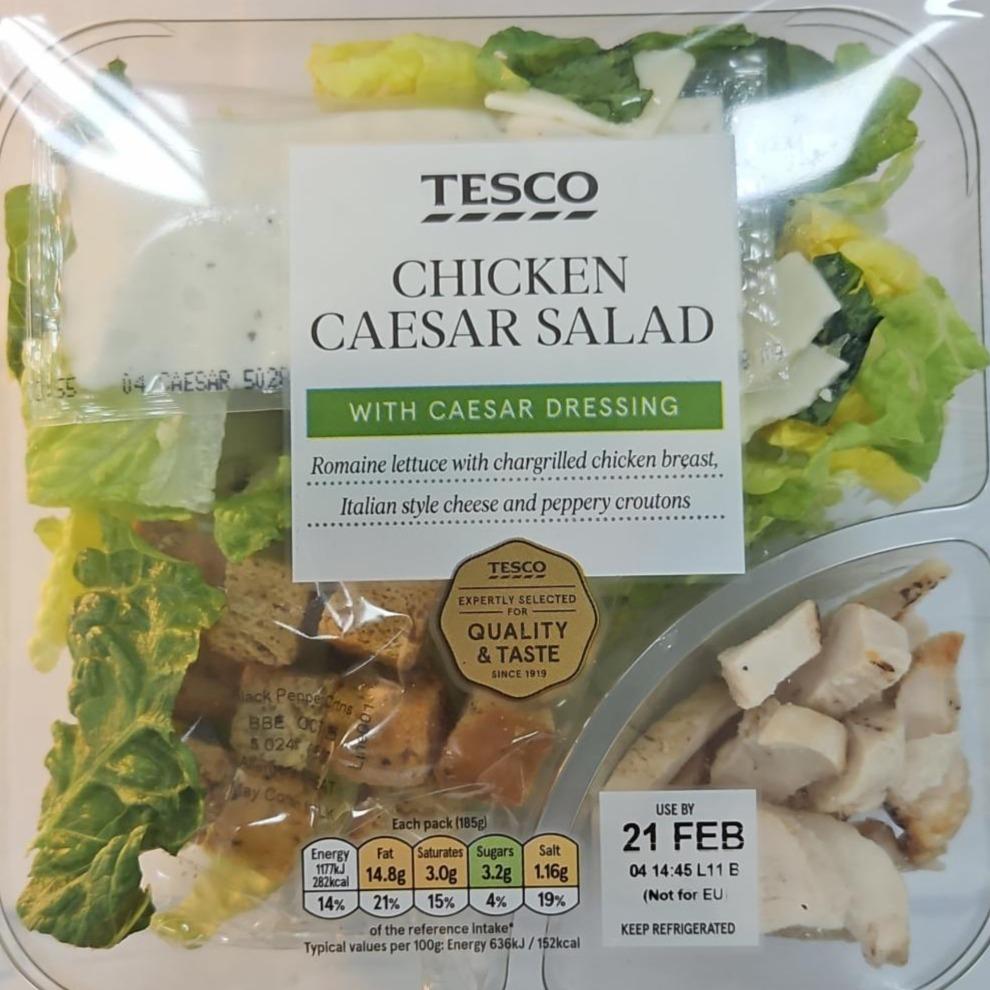 TESCO
CHICKEN
CAESAR SALAD
WITH CAESAR DRESSING
Romaine lettuce with chargrilled chicken breast,
Italian style cheese and peppery croutons
04 CAESAR 502
TESCO
EXPERTLY SELECTED
FOR
QUALITY
& TASTE
SINCE 1919
BBE OCT
Each pack (185g)
Energy Fat Saturates Sugars Salt
1177kJ
282kcal 14.8g 3.0g 3.2g 1.16g
14% 21% 15% 4% 19%
of the reference intake*
Typical values per 100g: Energy 636kJ / 152kcal
USE BY
21 FEB
04 14:45 L11 B
(Not for EU)
KEEP REFRIGERATED